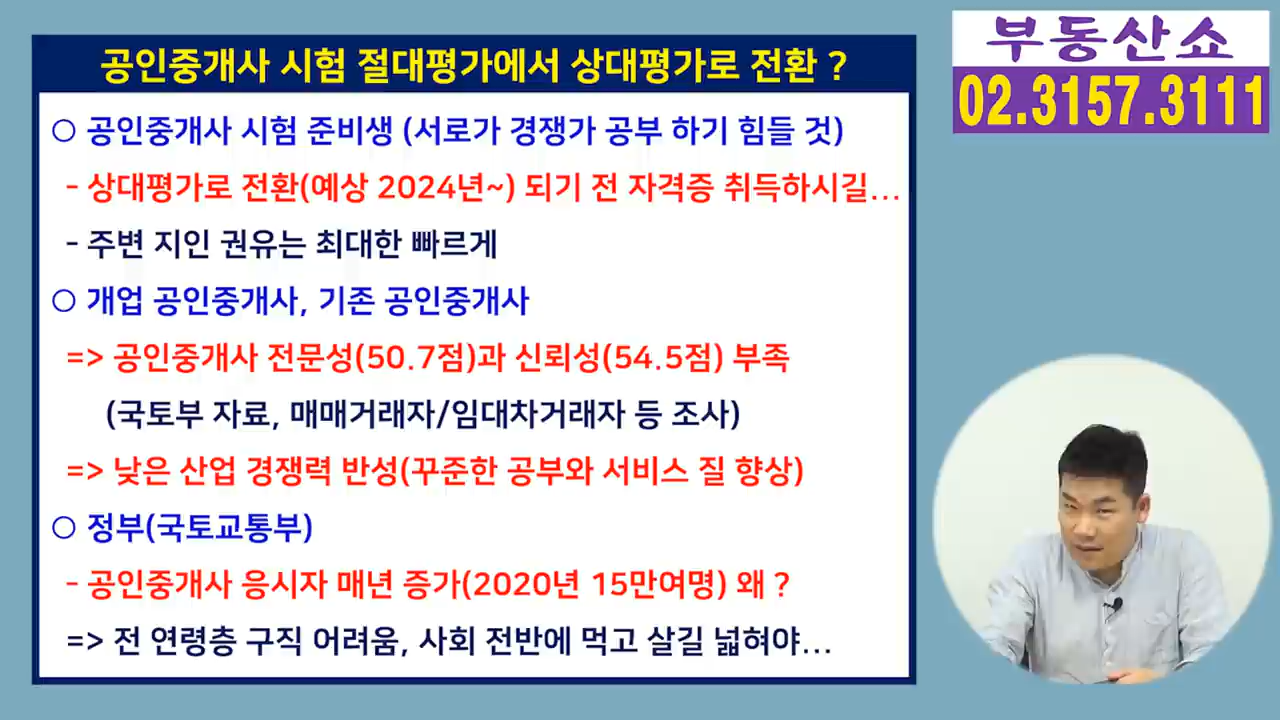 공인중개사 시험 절대평가에서 상대평가로 전환 ?
○ 공인중개사 시험 준비생 (서로가 경쟁가 공부 하기 힘들 것)
- 상대평가로 전환(예상 2024년~) 되기 전 자격증 취득하시길...
- 주변 지인 권유는 최대한 빠르게
○ 개업 공인중개사, 기존 공인중개사
=> 공인중개사 전문성(50.7점)과 신뢰성(54.5점) 부족
(국토부 자료, 매매거래자/임대차거래자 등 조사)
=> 낮은 산업 경쟁력 반성(꾸준한 공부와 서비스 질 향상)
○ 정부(국토교통부)
- 공인중개사 응시자 매년 증가(2020년 15만여명) 왜 ?
=> 전 연령층 구직 어려움, 사회 전반에 먹고 살길 넓혀야...
부동산쇼
02.3157.3111